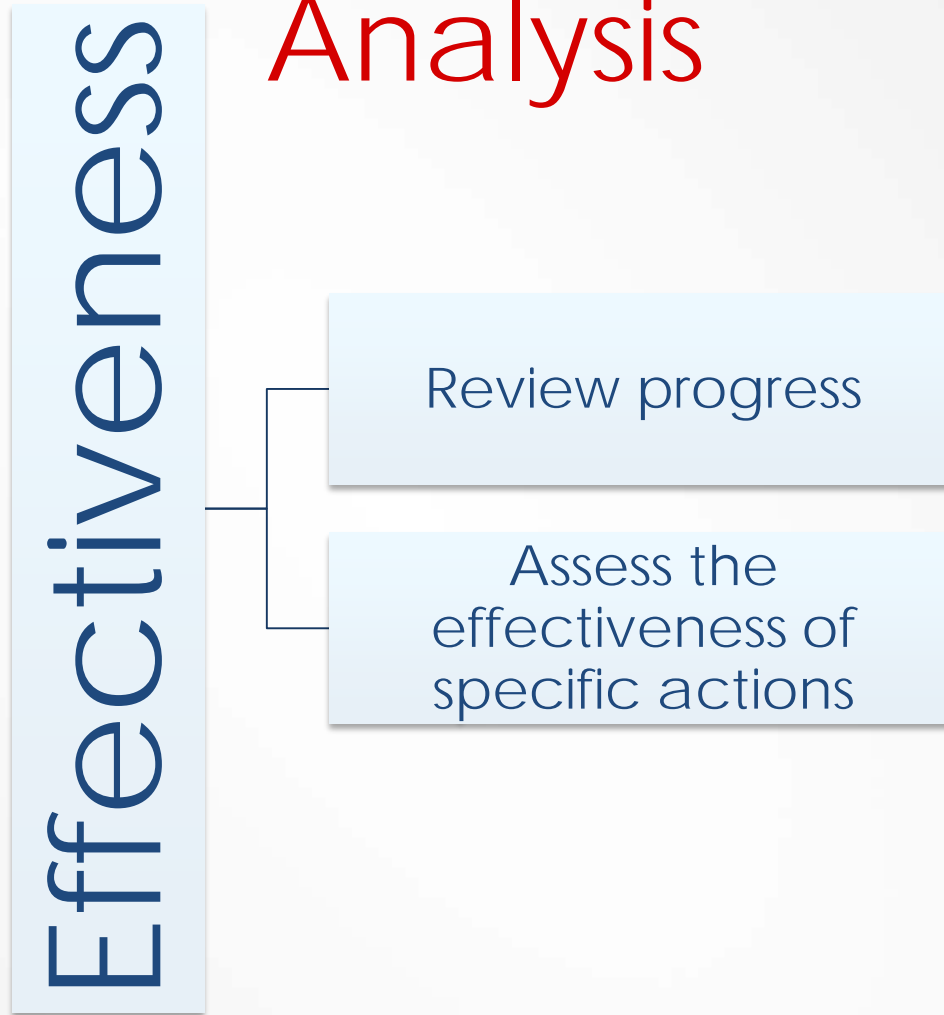 Analysis
Effectiveness
Review progress
Assess the
effectiveness of
specific actions